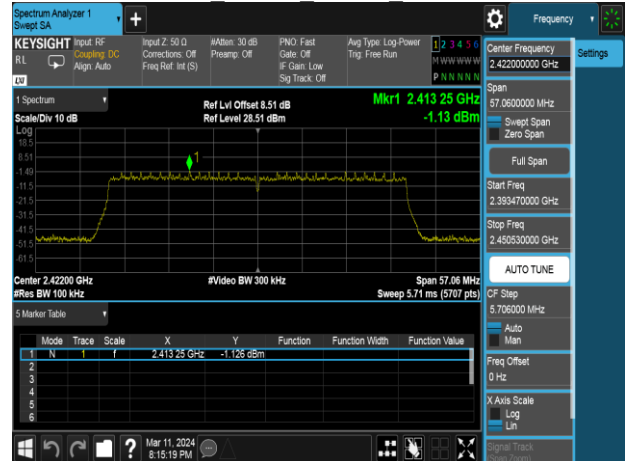 Spectrum Analyzer 1
Swept SA
Frequency
KEYSIGHT
RL
LXI
Input: RF
Coupling: DC
Align: Auto
Input Z: 50 Ω
Corrections: Off
Freq Ref: Int (S)
#Atten: 30 dB
Preamp: Off
PNO: Fast
Gate: Off
IF Gain: Low
Sig Track: Off
Avg Type: Log-Power
Trig: Free Run
1 2 3 4 5 6
M W W W W W
P N N N N N
1 Spectrum
Scale/Div 10 dB
Ref Lvl Offset 8.51 dB
Ref Level 28.51 dBm
Mkr1 2.413 25 GHz
-1.13 dBm
Log
18.5
8.51
-1.49
-11.5
-21.5
-31.5
-41.5
-51.5
-61.5
1
Center 2.42200 GHz
#Video BW 300 kHz
Span 57.06 MHz
#Res BW 100 kHz
Sweep 5.71 ms (5707 pts)
5 Marker Table
Mode Trace Scale X Y Function Function Width Function Value
1 N 1 f 2.413 25 GHz -1.126 dBm
2
3
4
5
6
Mar 11, 2024
8:15:19 PM
Center Frequency
2.422000000 GHz
Settings
Span
57.0600000 MHz
Swept Span
Zero Span
Full Span
Start Freq
2.393470000 GHz
Stop Freq
2.450530000 GHz
AUTO TUNE
CF Step
5.706000 MHz
Auto
Man
Freq Offset
0 Hz
X Axis Scale
Log
Lin
Signal Track
(Span Zoom)